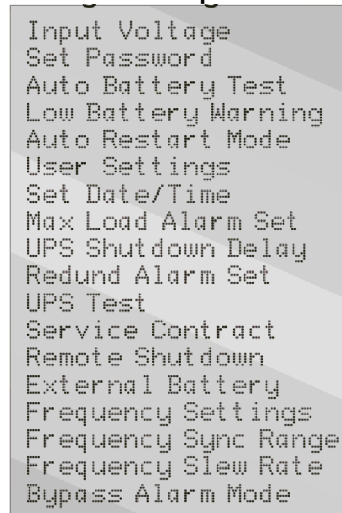 Input Voltage
Set Password
Auto Battery Test
Low Battery Warning
Auto Restart Mode
User Settings
Set Date/Time
Max Load Alarm Set
UPS Shutdown Delay
Redund Alarm Set
UPS Test
Service Contract
Remote Shutdown
External Battery
Frequency Settings
Frequency Sync Range
Frequency Slew Rate
Bypass Alarm Mode